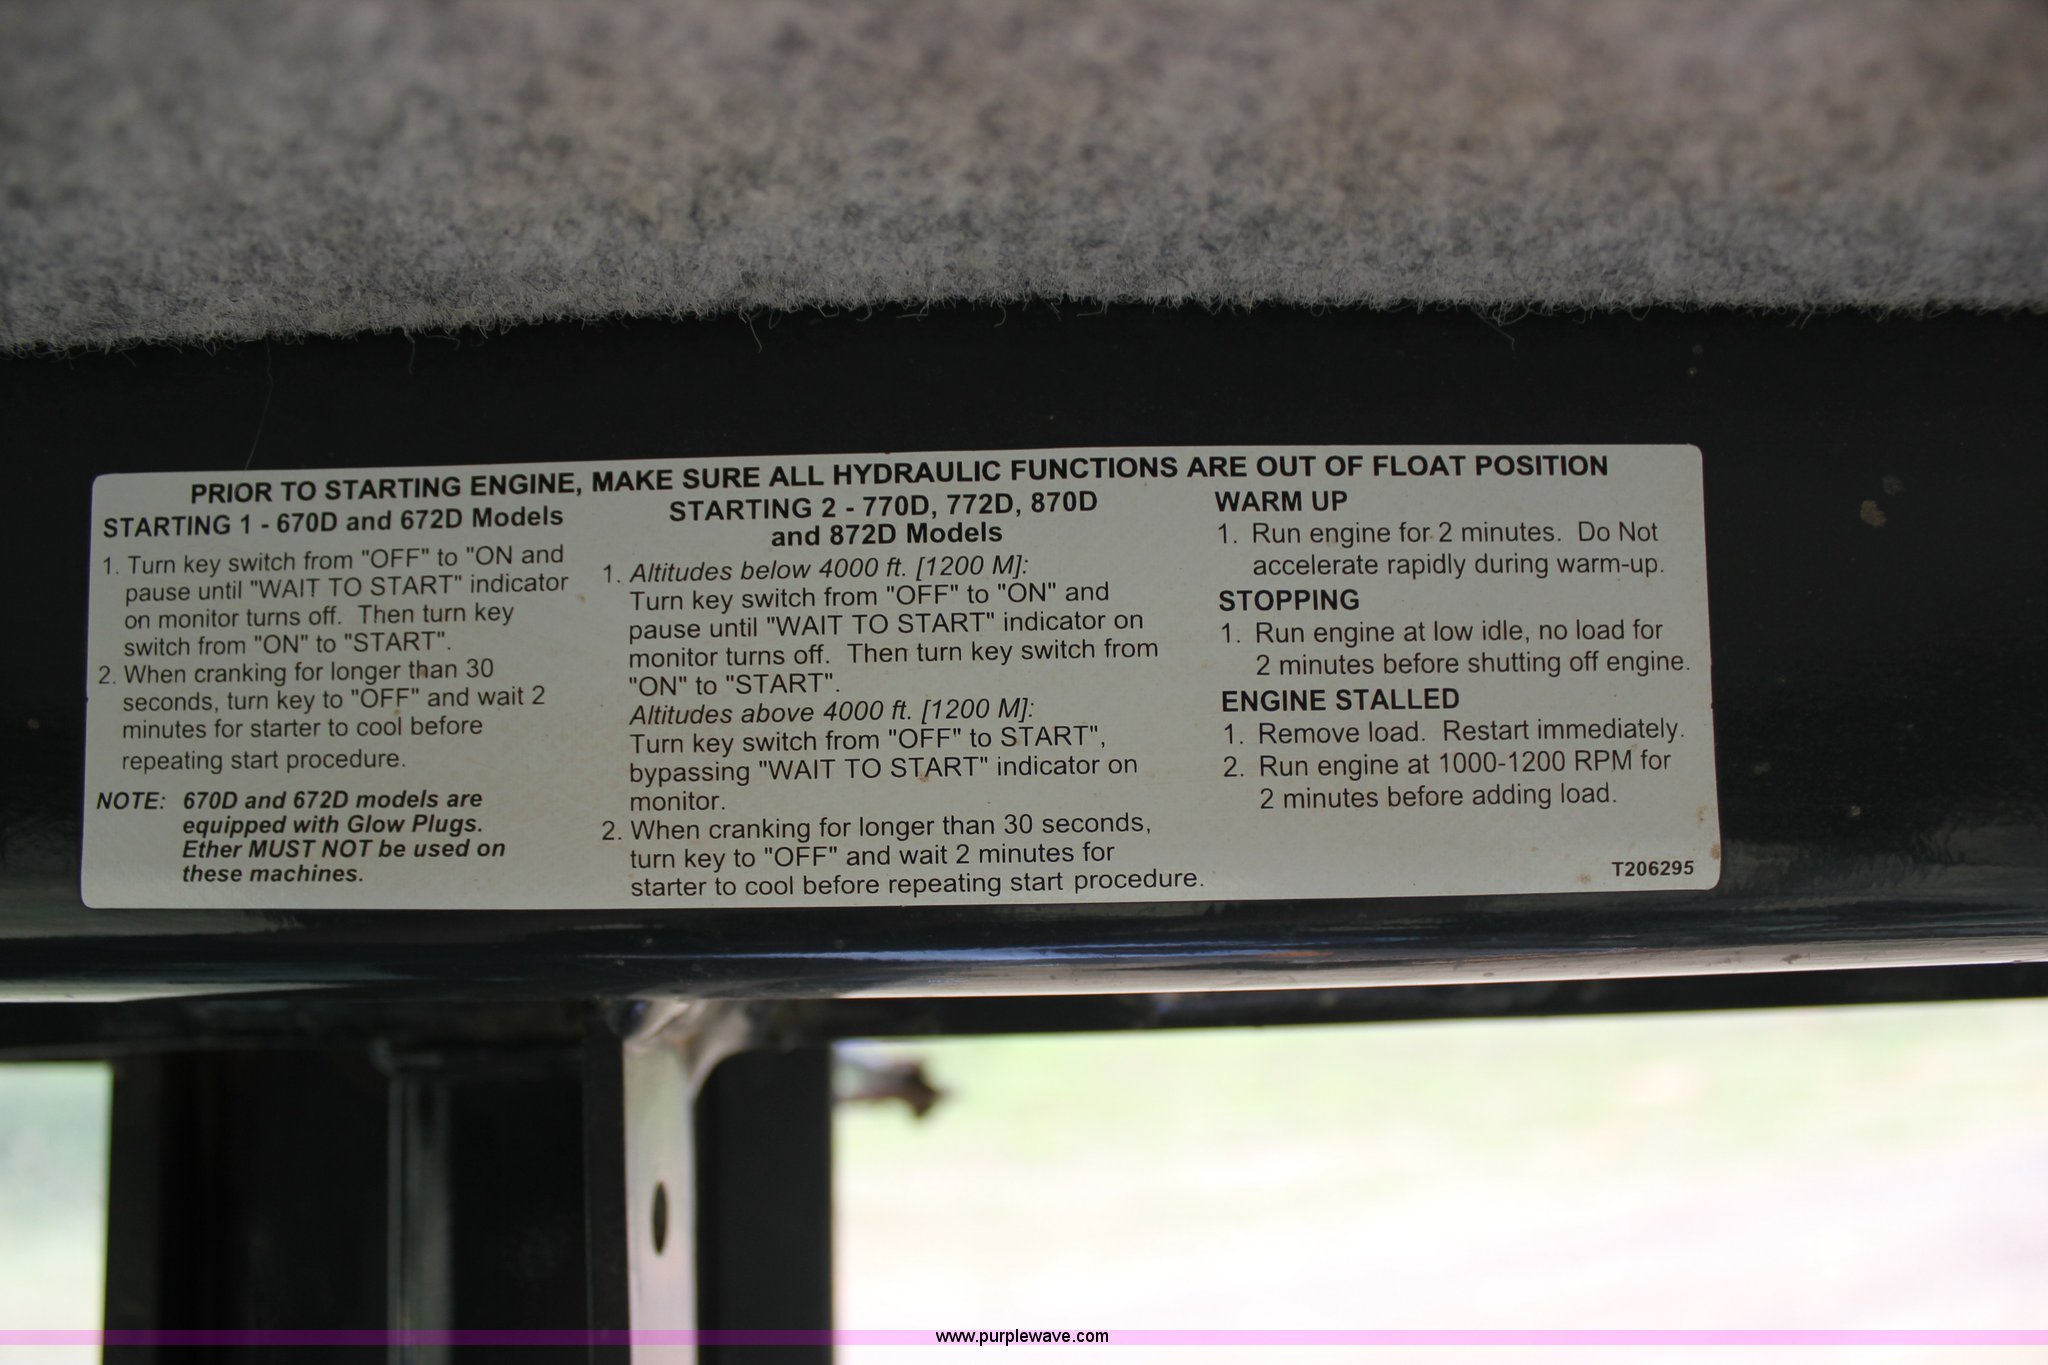 PRIOR TO STARTING ENGINE, MAKE SURE ALL HYDRAULIC FUNCTIONS ARE OUT OF FLOAT POSITION
STARTING 1 - 670D and 672D Models
1. Turn key switch from "OFF" to "ON and
pause until "WAIT TO START" indicator
on monitor turns off. Then turn key
switch from "ON" to "START".
2. When cranking for longer than 30
seconds, turn key to "OFF" and wait 2
minutes for starter to cool before
repeating start procedure.
NOTE: 670D and 672D models are
equipped with Glow Plugs.
Ether MUST NOT be used on
these machines.
STARTING 2 - 770D, 772D, 870D
and 872D Models
1. Altitudes below 4000 ft. [1200 M]:
Turn key switch from "OFF" to "ON" and
pause until "WAIT TO START" indicator on
monitor turns off. Then turn key switch from
"ON" to "START".
Altitudes above 4000 ft. [1200 M]:
Turn key switch from "OFF" to START",
bypassing "WAIT TO START" indicator on
monitor.
2. When cranking for longer than 30 seconds,
turn key to "OFF" and wait 2 minutes for
starter to cool before repeating start procedure.
WARM UP
1. Run engine for 2 minutes. Do Not
accelerate rapidly during warm-up.
STOPPING
1. Run engine at low idle, no load for
2 minutes before shutting off engine.
ENGINE STALLED
1. Remove load. Restart immediately.
2. Run engine at 1000-1200 RPM for
2 minutes before adding load.
T206295
www.purplewave.com